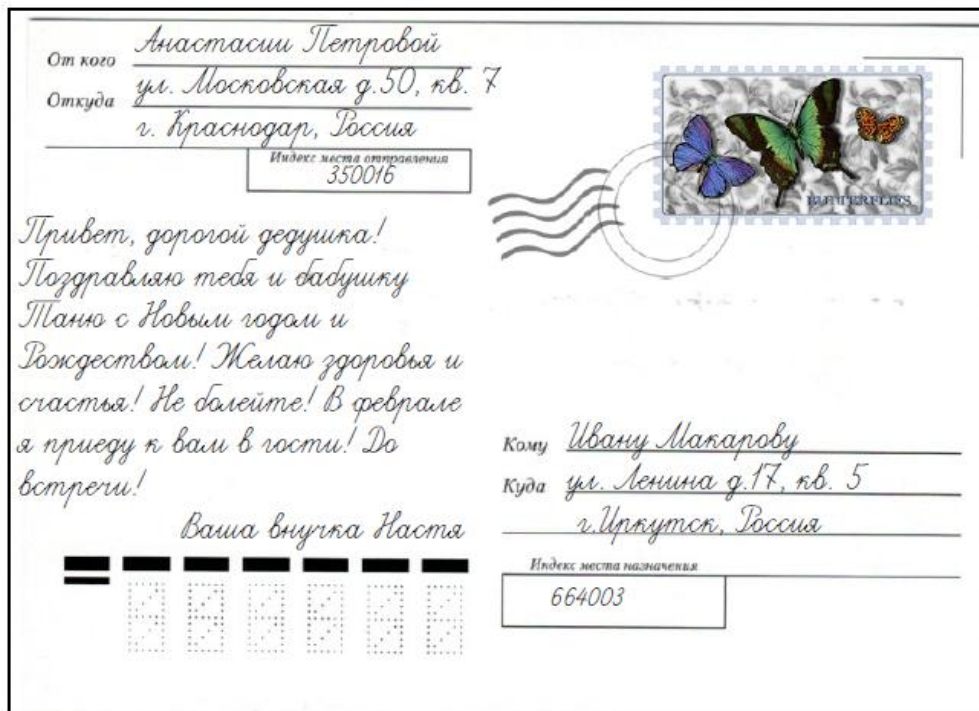 От кого Анастасии Петровой
Откуда ул. Московская д.50, кв. 7
г. Краснодар, Россия
Индекс места отправления
350016
BUTTERFLIES
Привет, дорогой дедушка!
Поздравляю тебя и бабушку
Таню с Новым годом и
Рождеством! Желаю здоровья и
счастья! Не болейте! В феврале
я приеду к вам в гости! До
встречи!
Ваша внучка Настя
Кому Ивану Макарову
Куда ул. Ленина д.17, кв. 5
г.Иркутск, Россия
Индекс места назначения
664003